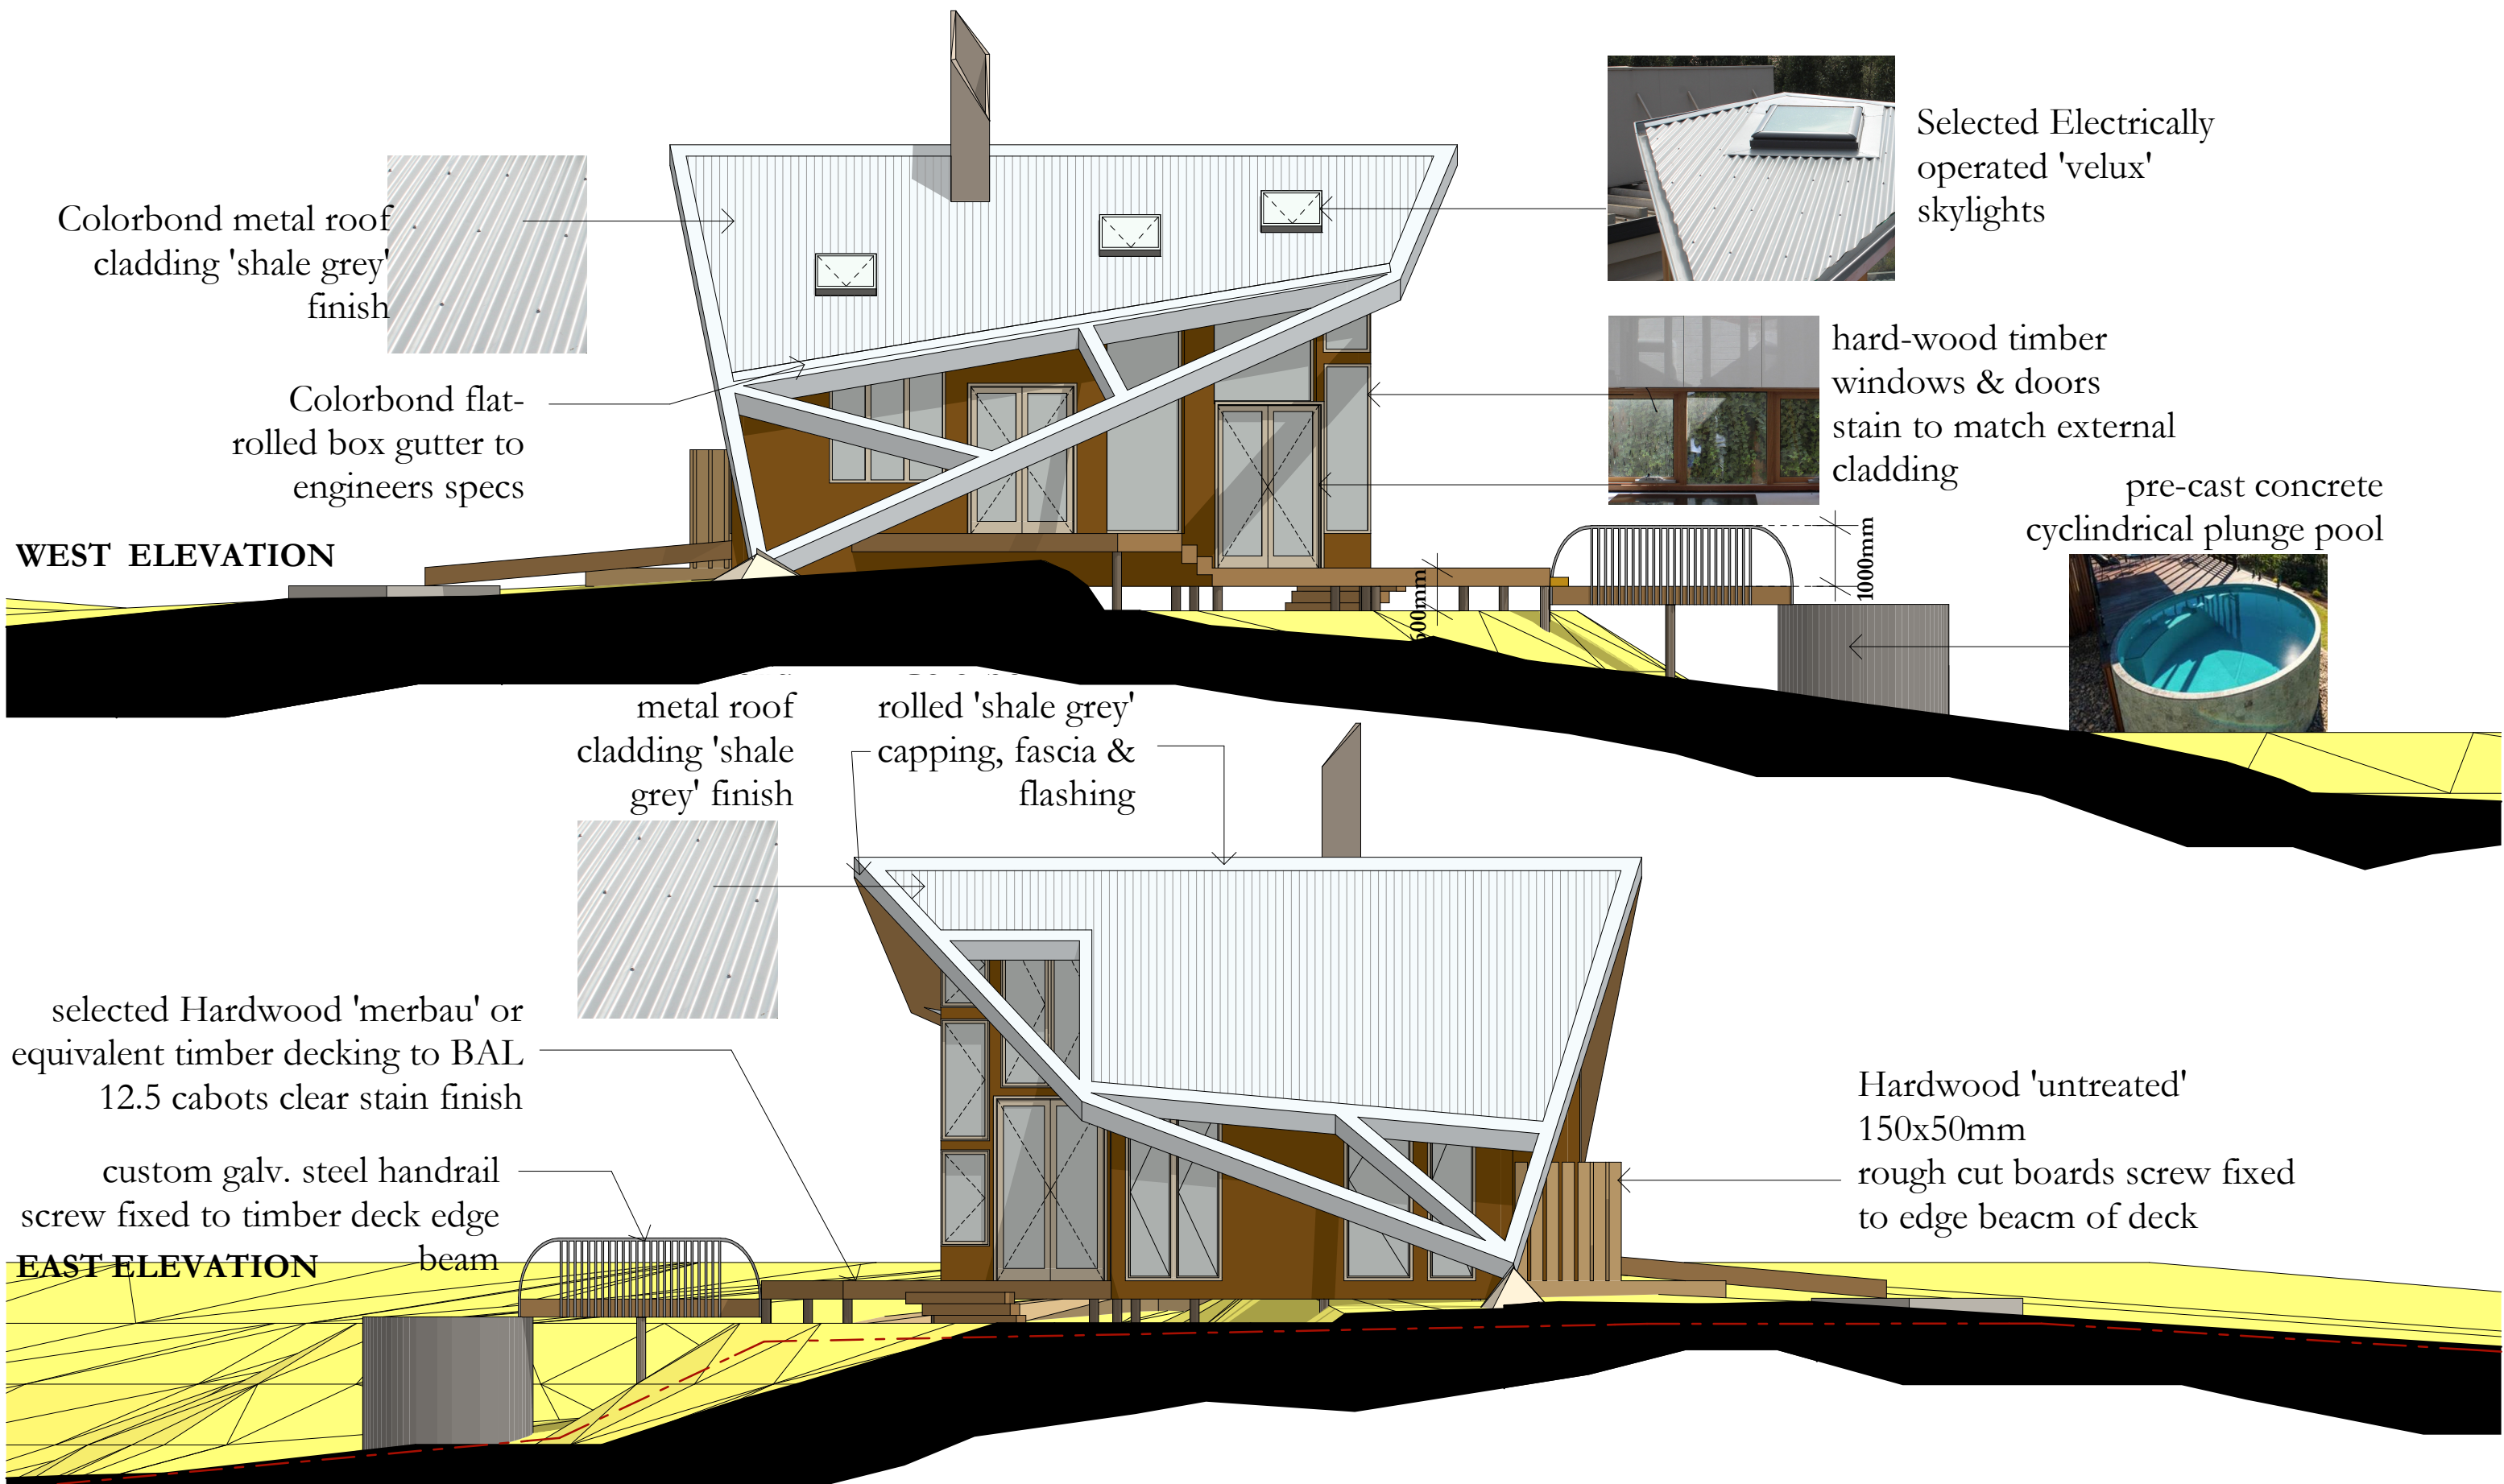 Selected Electrically
operated 'velux'
skylights
Colorbond metal roof
cladding 'shale grey'
finish
hard-wood timber
windows & doors
stain to match external
cladding
Colorbond flat-
rolled box gutter to
engineers specs
pre-cast concrete
cyclindrical plunge pool
WEST ELEVATION
1000mm
600mm
metal roof
cladding 'shale
grey' finish
rolled 'shale grey'
capping, fascia &
flashing
selected Hardwood 'merbau' or
equivalent timber decking to BAL
12.5 cabots clear stain finish
Hardwood 'untreated'
150x50mm
rough cut boards screw fixed
to edge beacm of deck
custom galv. steel handrail
screw fixed to timber deck edge
beam
EAST ELEVATION